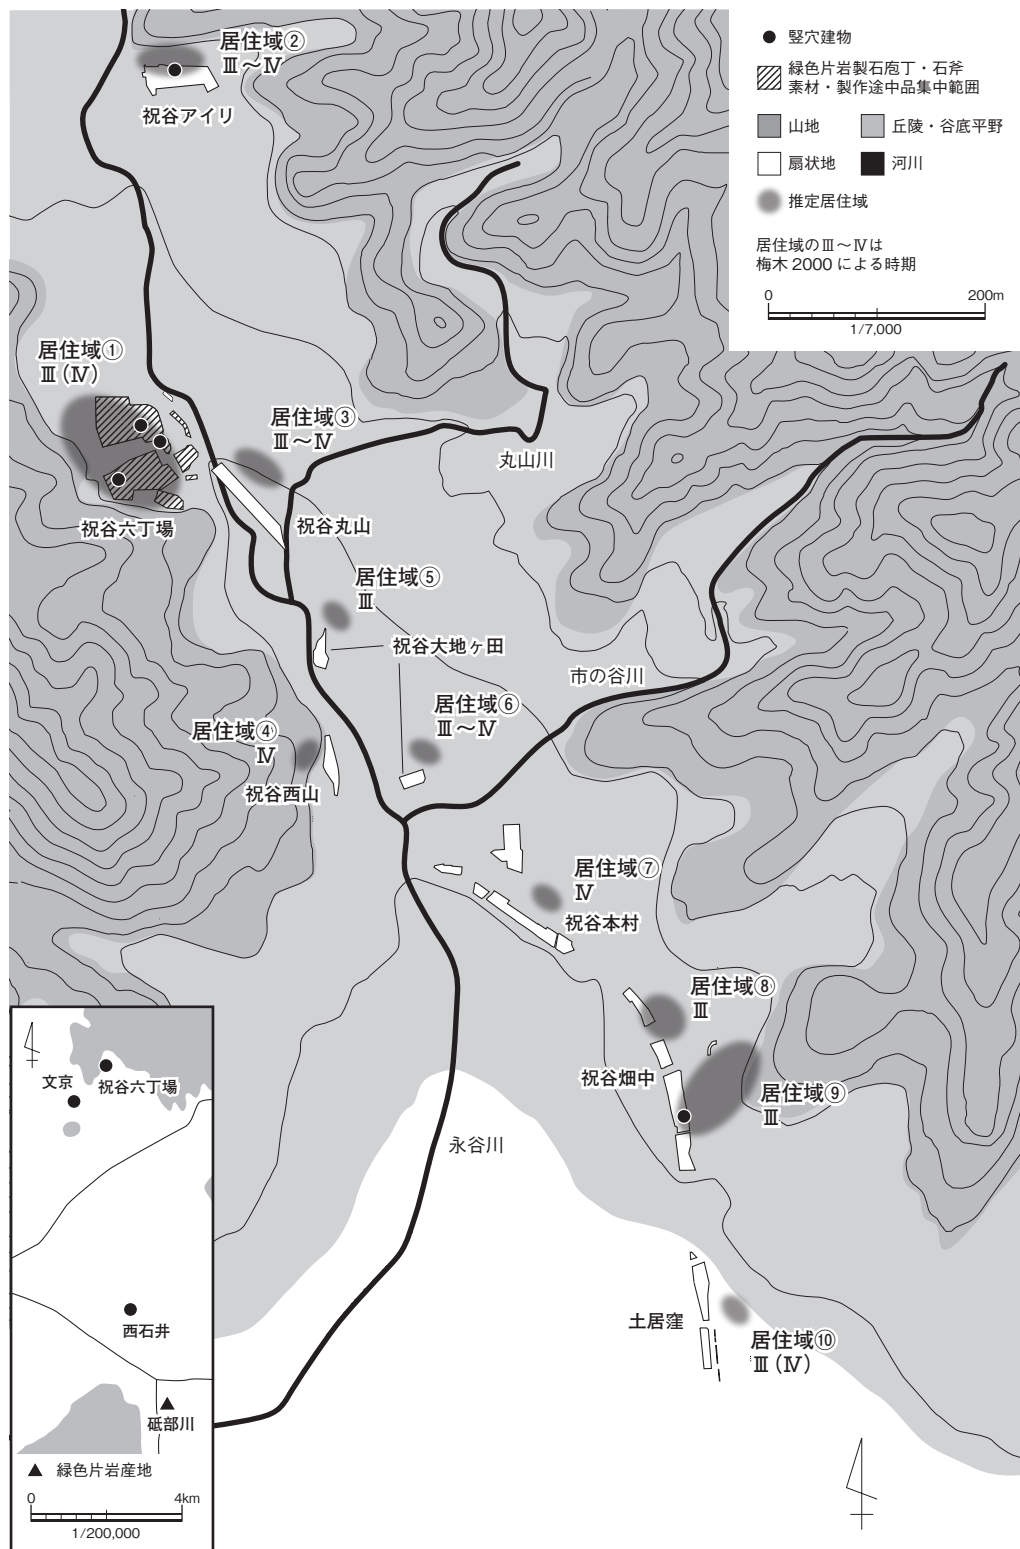 居住域②
Ⅲ～Ⅳ
祝谷アイリ
竪穴建物
緑色片岩製石庖丁・石斧
素材・製作途中品集中範囲
山地
丘陵・谷底平野
扇状地
河川
推定居住域
居住域のⅢ～Ⅳは
梅木 2000 による時期
0
200m
1/7,000
居住域①
Ⅲ(Ⅳ)
居住域③
Ⅲ～Ⅳ
丸山川
祝谷六丁場
祝谷丸山
居住域⑤
Ⅲ
祝谷大地ヶ田
市の谷川
居住域⑥
Ⅲ～Ⅳ
居住域④
Ⅳ
祝谷西山
居住域⑦
Ⅳ
祝谷本村
居住域⑧
Ⅲ
祝谷畑中
居住域⑨
Ⅲ
永谷川
土居窪
居住域⑩
Ⅲ(Ⅳ)
文京
祝谷六丁場
西石井
砥部川
緑色片岩産地
0
4km
1/200,000